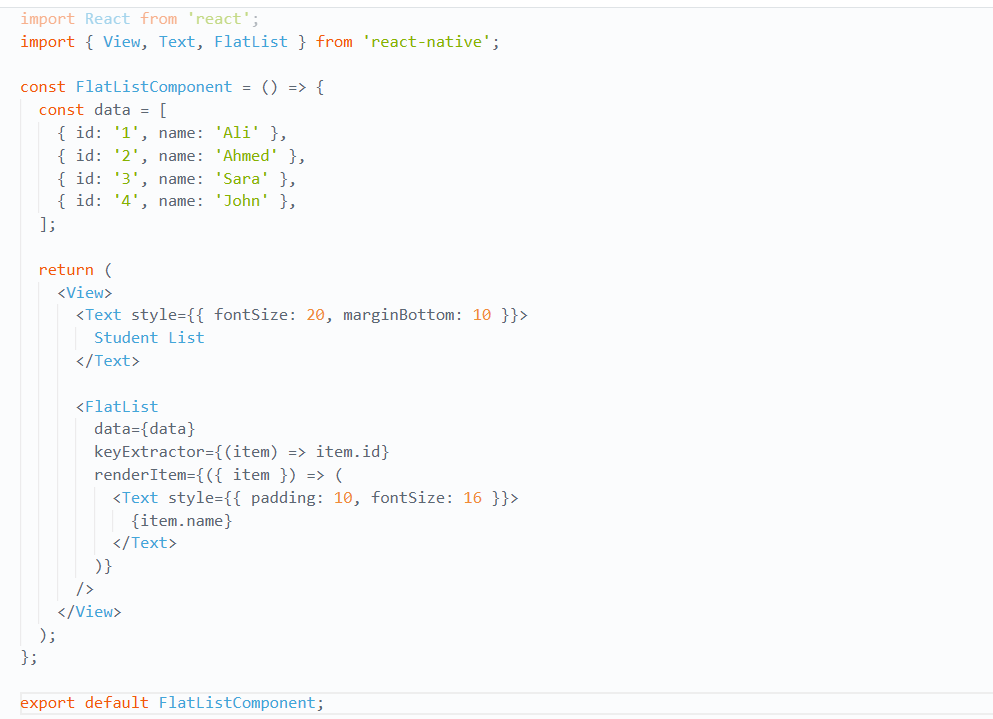 import React from 'react';
import { View, Text, FlatList } from 'react-native';

const FlatListComponent = () => {
  const data = [
    { id: '1', name: 'Ali' },
    { id: '2', name: 'Ahmed' },
    { id: '3', name: 'Sara' },
    { id: '4', name: 'John' },
  ];

  return (
    <View>
      <Text style={{ fontSize: 20, marginBottom: 10 }}>
        Student List
      </Text>

      <FlatList
        data={data}
        keyExtractor={(item) => item.id}
        renderItem={({ item }) => (
          <Text style={{ padding: 10, fontSize: 16 }}>
            {item.name}
          </Text>
        )}
      />
    </View>
  );
};

export default FlatListComponent;